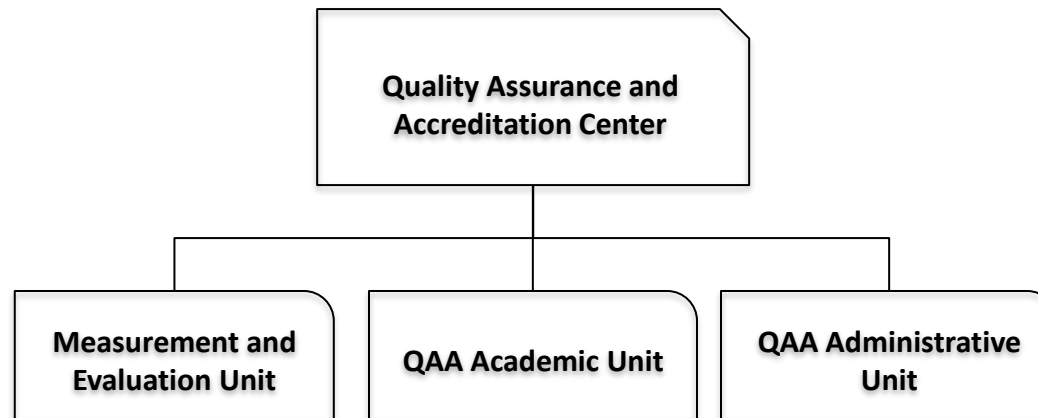 Quality Assurance and
Accreditation Center
Measurement and
Evaluation Unit
QAA Academic Unit
QAA Administrative
Unit